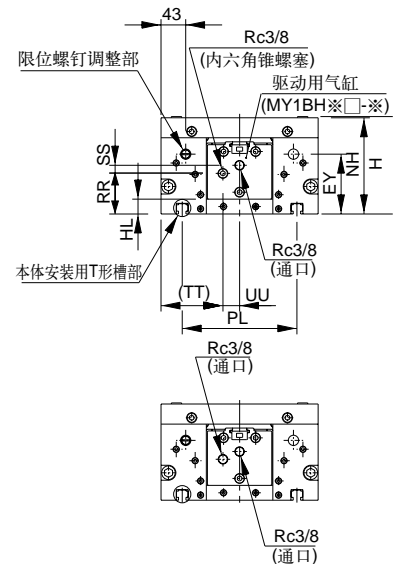 43
Rc3/8
(内六角锥螺塞)
限位螺钉调整部
驱动用气缸
(MY1BH※□-※)
SS
RR
HL
EY
NH
H
Rc3/8
(通口)
本体安装用T形槽部
(TT)
UU
PL
Rc3/8
(通口)
Rc3/8
(通口)